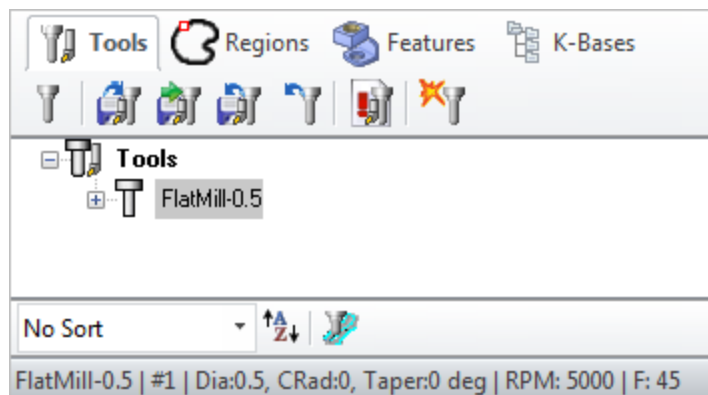 Tools Regions Features K-Bases
Tools
FlatMill-0.5
No Sort A Z
FlatMill-0.5 | #1 | Dia:0.5, CRad:0, Taper:0 deg | RPM: 5000 | F: 45